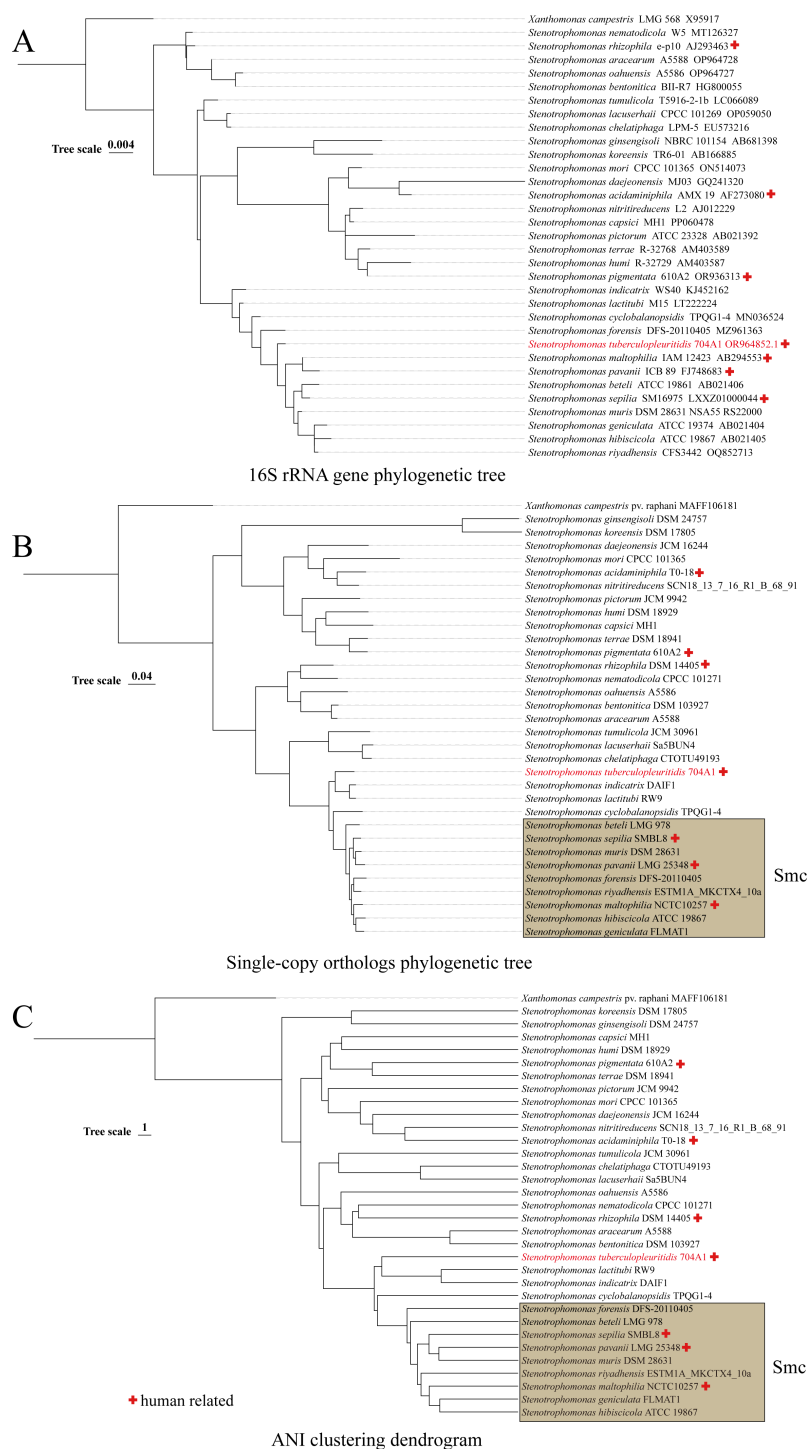 A
Xanthomonas campestris LMG 568 X95917
Stenotrophomonas nematodicola W5 MT126327
Stenotrophomonas rhizophila e-p10 AJ293463
Stenotrophomonas aracearum A5588 OP964728
Stenotrophomonas oahuensis A5586 OP964727
Stenotrophomonas bentonitica BII-R7 HG800055
Stenotrophomonas tumulicola T5916-2-1b LC066089
Stenotrophomonas lacuserhaii CPCC 101269 OP059050
Stenotrophomonas chelatiphaga LPM-5 EU573216
Stenotrophomonas ginsengisoli NBRC 101154 AB681398
Tree scale 0.004
Stenotrophomonas koreensis TR6-01 AB166885
Stenotrophomonas mori CPCC 101365 ON514073
Stenotrophomonas daejeonensis MJ03 GQ241320
Stenotrophomonas acidaminiphila AMX 19 AF273080
Stenotrophomonas nitritireducens L2 AJ012229
Stenotrophomonas capsici MH1 PP060478
Stenotrophomonas pictorum ATCC 23328 AB021392
Stenotrophomonas terrae R-32768 AM403589
Stenotrophomonas humi R-32729 AM403587
Stenotrophomonas pigmentata 610A2 OR936313
Stenotrophomonas indicatrix WS40 KJ452162
Stenotrophomonas lactitubi M15 LT222224
Stenotrophomonas cyclobalanopsidis TPQG1-4 MN036524
Stenotrophomonas forensis DFS-20110405 MZ961363
Stenotrophomonas tuberculopleuritidis 704A1 OR964852.1
Stenotrophomonas maltophilia IAM 12423 AB294553
Stenotrophomonas pavanii ICB 89 FJ748683
Stenotrophomonas beteli ATCC 19861 AB021406
Stenotrophomonas sepilia SM16975 LXXZ01000044
Stenotrophomonas muris DSM 28631 NSA55 RS22000
Stenotrophomonas geniculata ATCC 19374 AB021404
Stenotrophomonas hibiscicola ATCC 19867 AB021405
Stenotrophomonas riyadhensis CFS3442 OQ852713
16S rRNA gene phylogenetic tree
B
Xanthomonas campestris pv. raphani MAFF106181
Stenotrophomonas ginsengisoli DSM 24757
Stenotrophomonas koreensis DSM 17805
Stenotrophomonas daejeonensis JCM 16244
Stenotrophomonas mori CPCC 101365
Stenotrophomonas acidaminiphila T0-18
Stenotrophomonas nitritireducens SCN18_13_7_16_R1_B_68_91
Stenotrophomonas pictorum JCM 9942
Stenotrophomonas humi DSM 18929
Stenotrophomonas capsici MH1
Stenotrophomonas terrae DSM 18941
Stenotrophomonas pigmentata 610A2
Stenotrophomonas rhizophila DSM 14405
Tree scale 0.04
Stenotrophomonas nematodicola CPCC 101271
Stenotrophomonas oahuensis A5586
Stenotrophomonas bentonitica DSM 103927
Stenotrophomonas aracearum A5588
Stenotrophomonas tumulicola JCM 30961
Stenotrophomonas lacuserhaii Sa5BUN4
Stenotrophomonas chelatiphaga CTOTU49193
Stenotrophomonas tuberculopleuritidis 704A1
Stenotrophomonas indicatrix DAIF1
Stenotrophomonas lactitubi RW9
Stenotrophomonas cyclobalanopsidis TPQG1-4
Stenotrophomonas beteli LMG 978
Stenotrophomonas sepilia SMBL8
Stenotrophomonas muris DSM 28631
Stenotrophomonas pavanii LMG 25348
Smc
Stenotrophomonas forensis DFS-20110405
Stenotrophomonas riyadhensis ESTM1A_MKCTX4_10a
Stenotrophomonas maltophilia NCTC10257
Stenotrophomonas hibiscicola ATCC 19867
Stenotrophomonas geniculata FLMAT1
Single-copy orthologs phylogenetic tree
C
Xanthomonas campestris pv. raphani MAFF106181
Stenotrophomonas koreensis DSM 17805
Stenotrophomonas ginsengisoli DSM 24757
Stenotrophomonas capsici MH1
Stenotrophomonas humi DSM 18929
Stenotrophomonas pigmentata 610A2
Stenotrophomonas terrae DSM 18941
Stenotrophomonas pictorum JCM 9942
Stenotrophomonas mori CPCC 101365
Stenotrophomonas daejeonensis JCM 16244
Stenotrophomonas nitritireducens SCN18_13_7_16_R1_B_68_91
Tree scale 1
Stenotrophomonas acidaminiphila T0-18
Stenotrophomonas tumulicola JCM 30961
Stenotrophomonas chelatiphaga CTOTU49193
Stenotrophomonas lacuserhaii Sa5BUN4
Stenotrophomonas oahuensis A5586
Stenotrophomonas nematodicola CPCC 101271
Stenotrophomonas rhizophila DSM 14405
Stenotrophomonas aracearum A5588
Stenotrophomonas bentonitica DSM 103927
Stenotrophomonas tuberculopleuritidis 704A1
Stenotrophomonas lactitubi RW9
Stenotrophomonas indicatrix DAIF1
Stenotrophomonas cyclobalanopsidis TPQG1-4
Stenotrophomonas forensis DFS-20110405
Stenotrophomonas beteli LMG 978
Stenotrophomonas sepilia SMBL8
Stenotrophomonas pavanii LMG 25348
Stenotrophomonas muris DSM 28631
Smc
Stenotrophomonas riyadhensis ESTM1A_MKCTX4_10a
Stenotrophomonas maltophilia NCTC10257
Stenotrophomonas geniculata FLMAT1
Stenotrophomonas hibiscicola ATCC 19867
human related
ANI clustering dendrogram